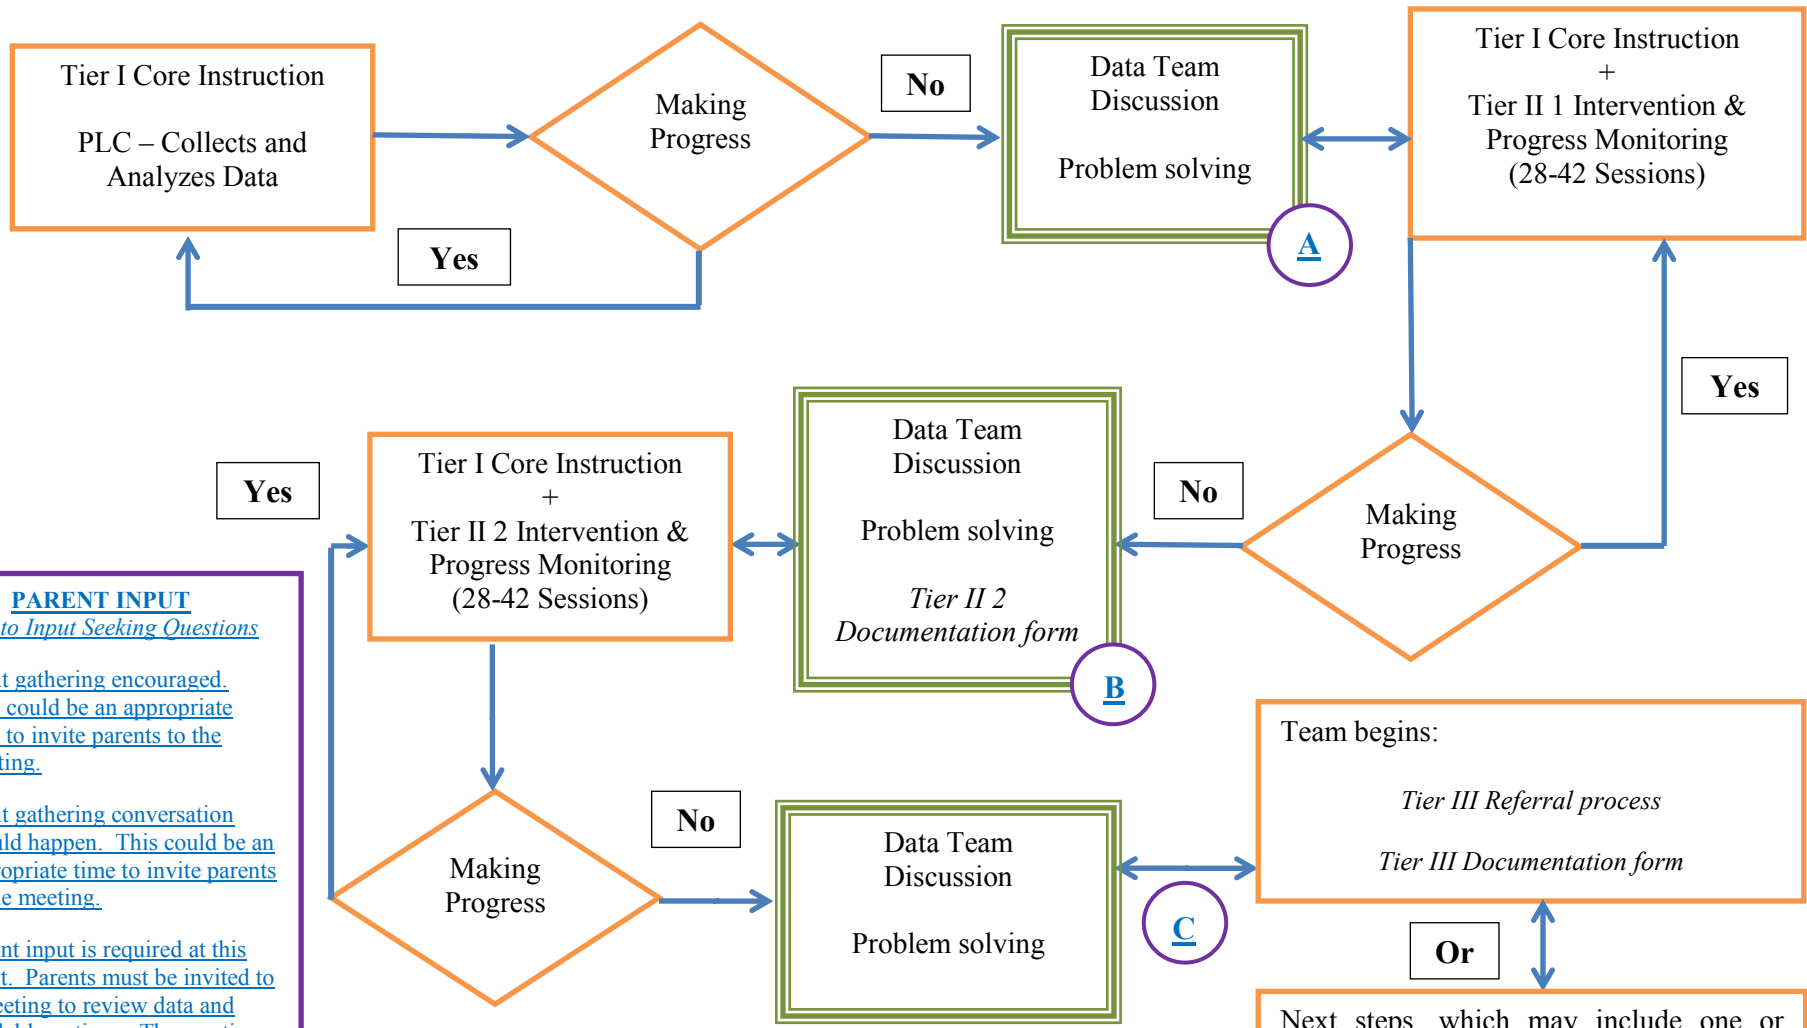 Tier I Core Instruction
PLC – Collects and
Analyzes Data
Making
Progress
No
Yes
Data Team
Discussion
Problem solving
A
Tier I Core Instruction
+
Tier II 1 Intervention &
Progress Monitoring
(28-42 Sessions)
Yes
Making
Progress
No
Data Team
Discussion
Problem solving
Tier II 2
Documentation form
B
Tier I Core Instruction
+
Tier II 2 Intervention &
Progress Monitoring
(28-42 Sessions)
Yes
Making
Progress
No
Data Team
Discussion
Problem solving
C
Team begins:
Tier III Referral process
Tier III Documentation form
Or
Next steps which may include one or
PARENT INPUT
to Input Seeking Questions
gathering encouraged.
could be an appropriate
to invite parents to the
gathering conversation
happen. This could be an
time to invite parents
meeting.
input is required at this
Parents must be invited to
to review data and